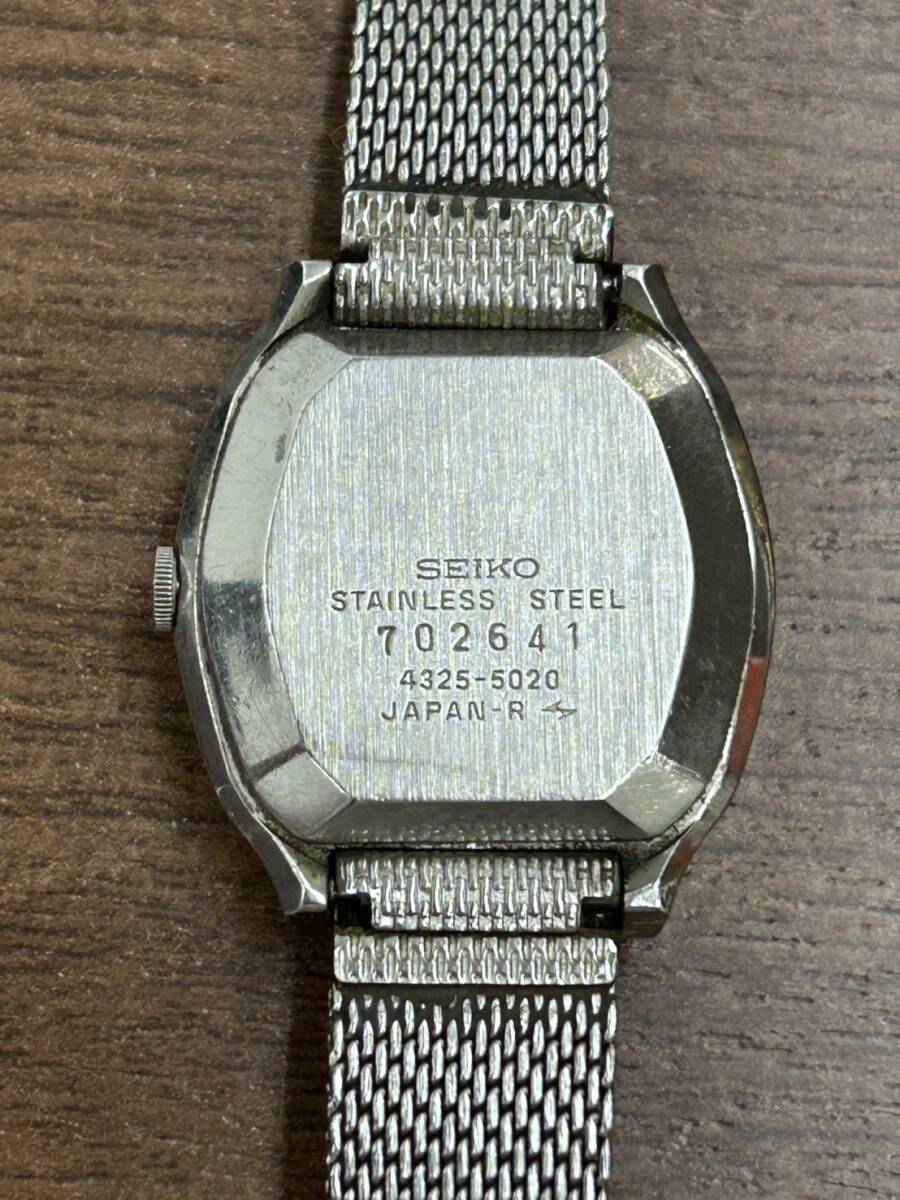 SEIKO
STAINLESS STEEL
702641
4325-5020
JAPAN-R